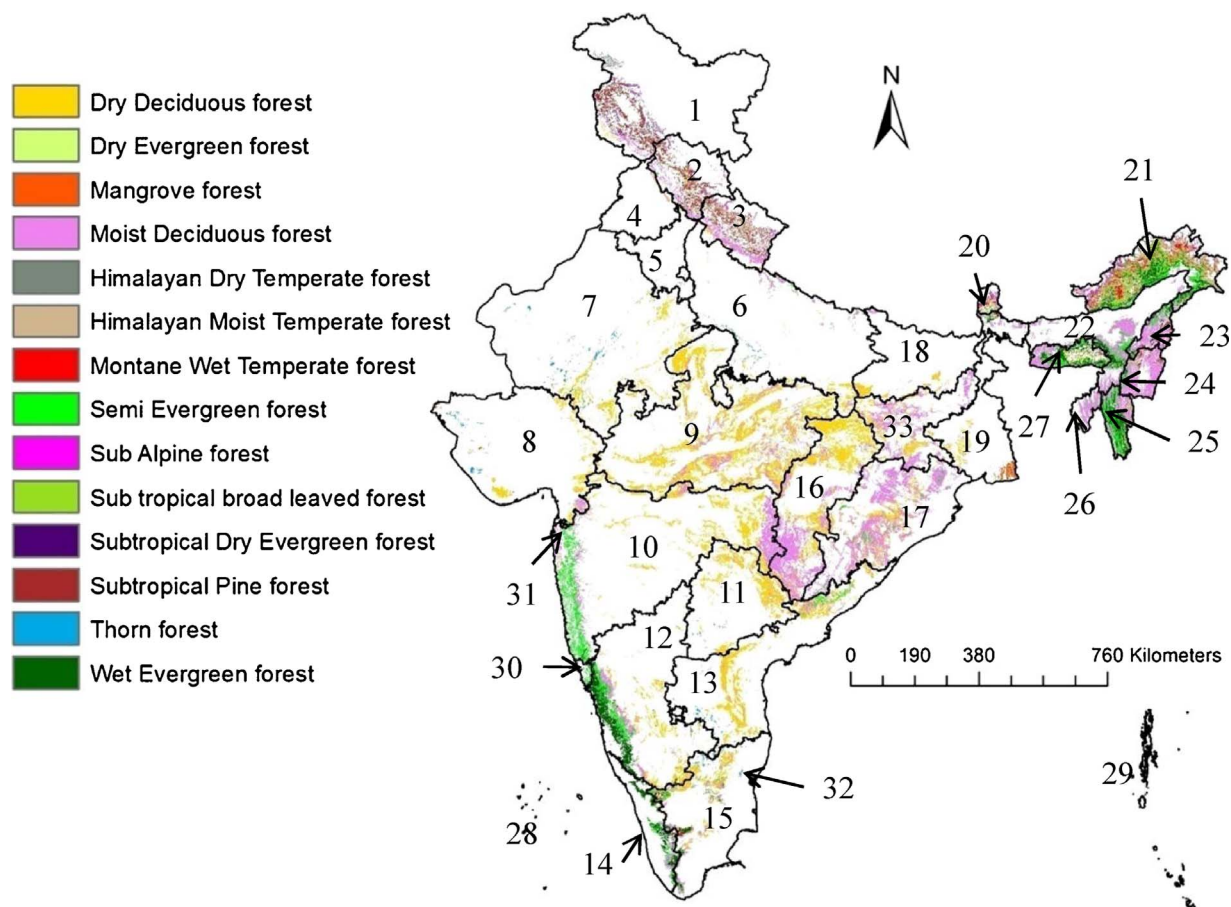 Dry Deciduous forest
Dry Evergreen forest
Mangrove forest
Moist Deciduous forest
Himalayan Dry Temperate forest
Himalayan Moist Temperate forest
Montane Wet Temperate forest
Semi Evergreen forest
Sub Alpine forest
Sub tropical broad leaved forest
Subtropical Dry Evergreen forest
Subtropical Pine forest
Thorn forest
Wet Evergreen forest
N
1
2
3
4
5
6
7
8
9
10
11
12
13
14
15
16
17
18
19
20
21
22
23
24
25
26
27
28
29
30
31
32
33
0 190 380 760 Kilometers